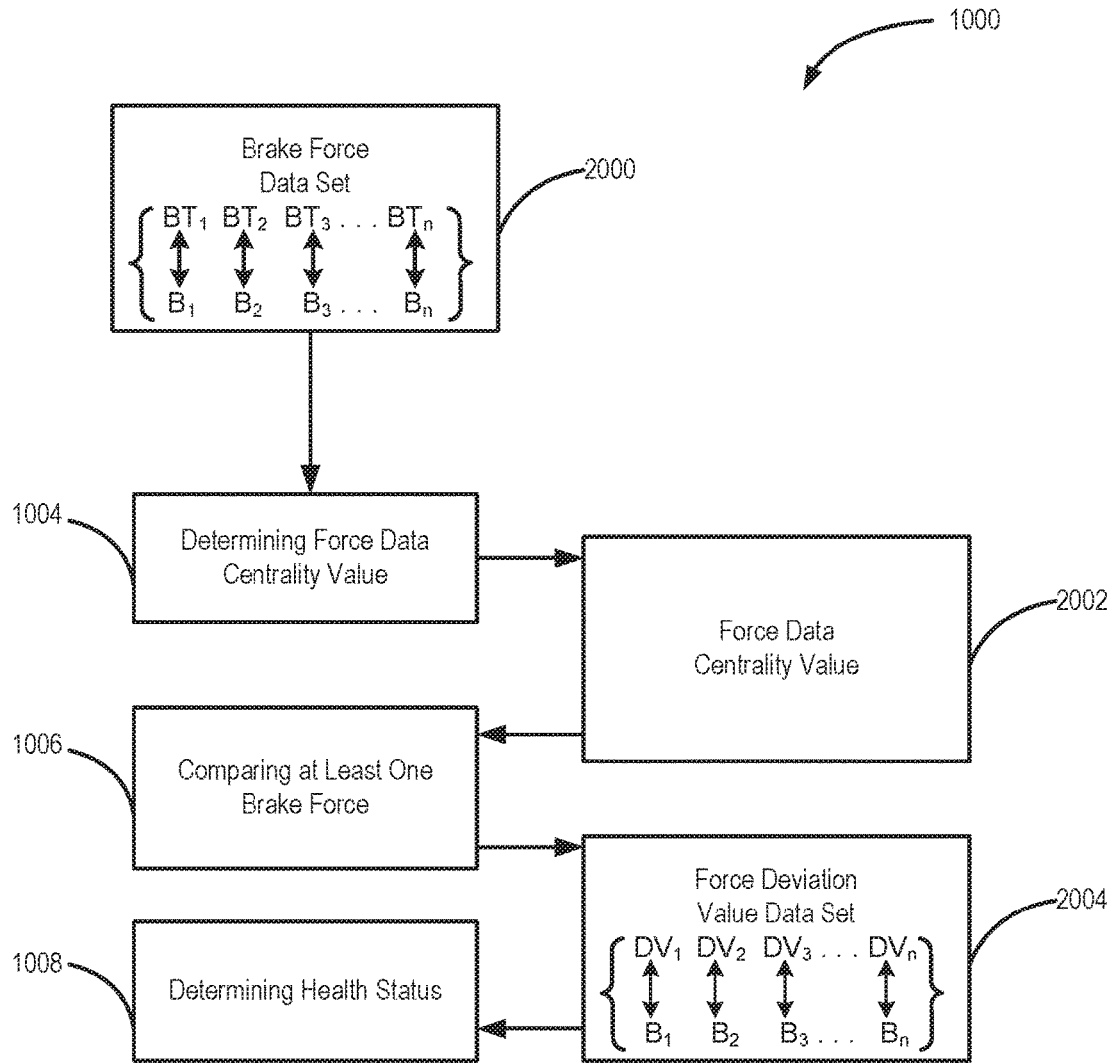 1000
Brake Force
Data Set
2000
{ BT₁ BT₂ BT₃ . . . BTₙ }
B₁ B₂ B₃ . . . Bₙ
1004
Determining Force Data
Centrality Value
2002
Force Data
Centrality Value
1006
Comparing at Least One
Brake Force
Force Deviation
Value Data Set
2004
{ DV₁ DV₂ DV₃ . . . DVₙ }
B₁ B₂ B₃ . . . Bₙ
1008
Determining Health Status